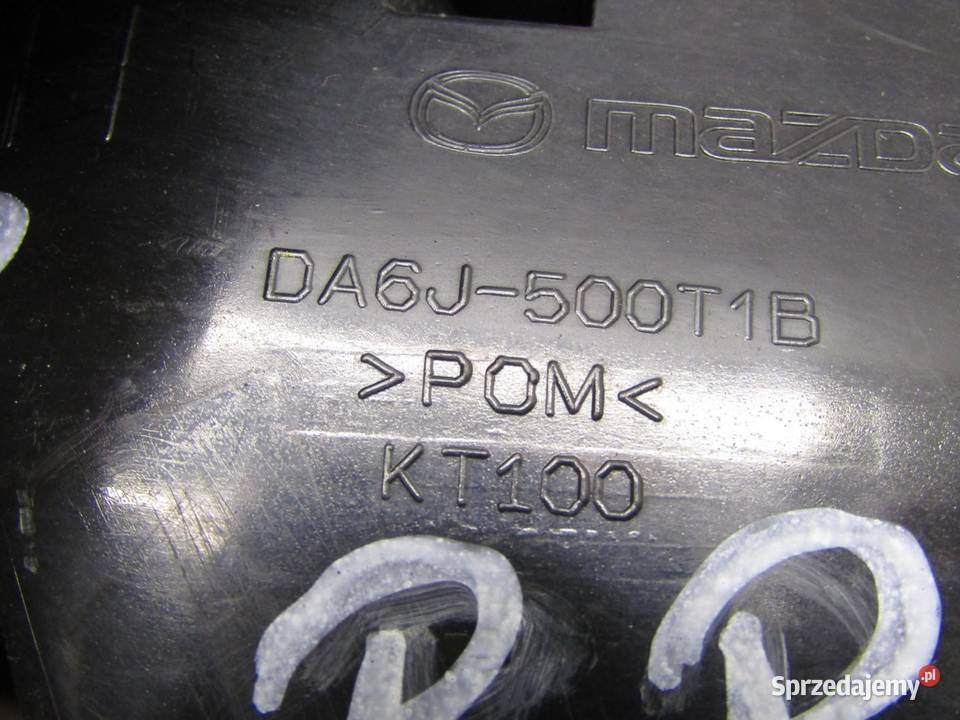 mazda
DA6J-500T1B
>POM<
KT100
P P
Sprzedajemy.pl